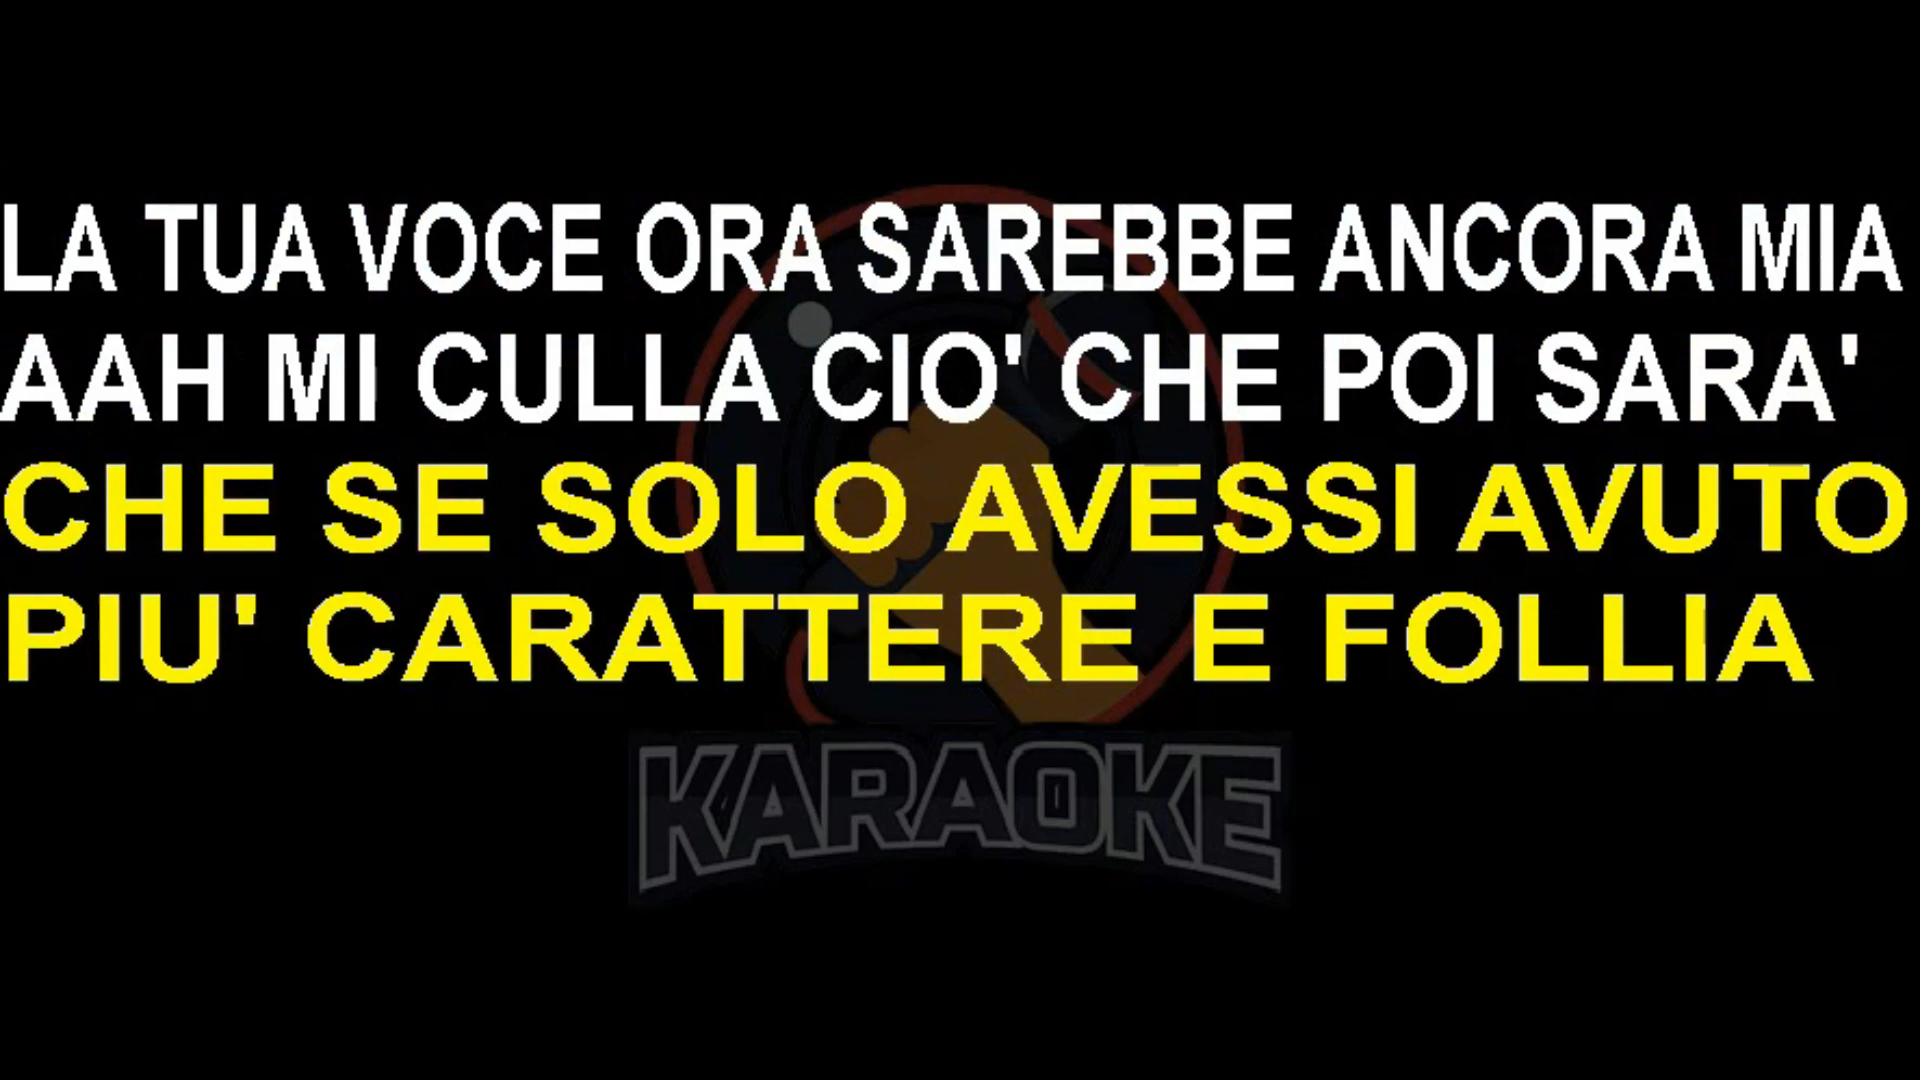 LA TUA VOCE ORA SAREBBE ANCORA MIA
AAH MI CULLA CIO' CHE POI SARA'
CHE SE SOLO AVESSI AVUTO
PIU' CARATTERE E FOLLIA
KARAOKE